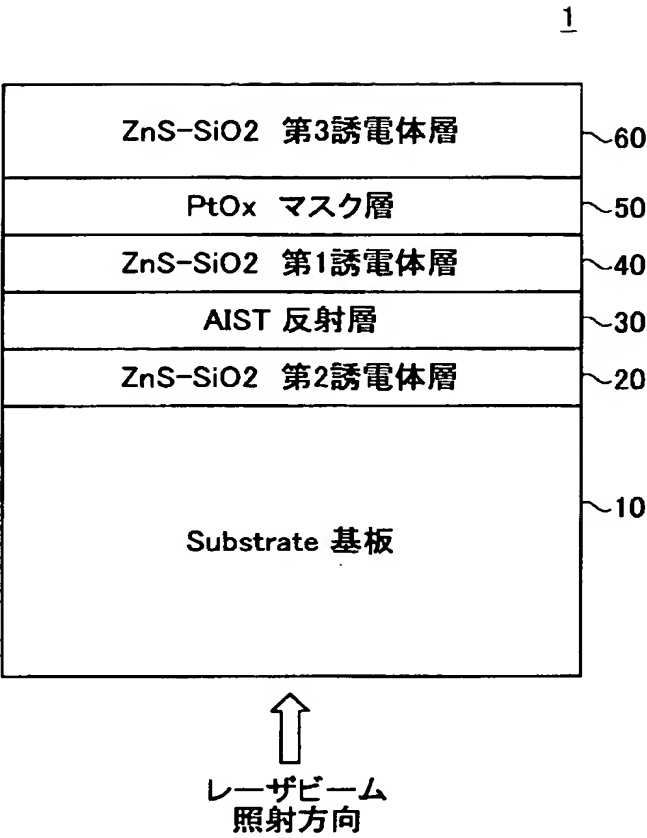 1
ZnS-SiO2 第3誘電体層 60
PtOx マスク層 50
ZnS-SiO2 第1誘電体層 40
AIST 反射層 30
ZnS-SiO2 第2誘電体層 20
Substrate 基板 10
レーザビーム
照射方向